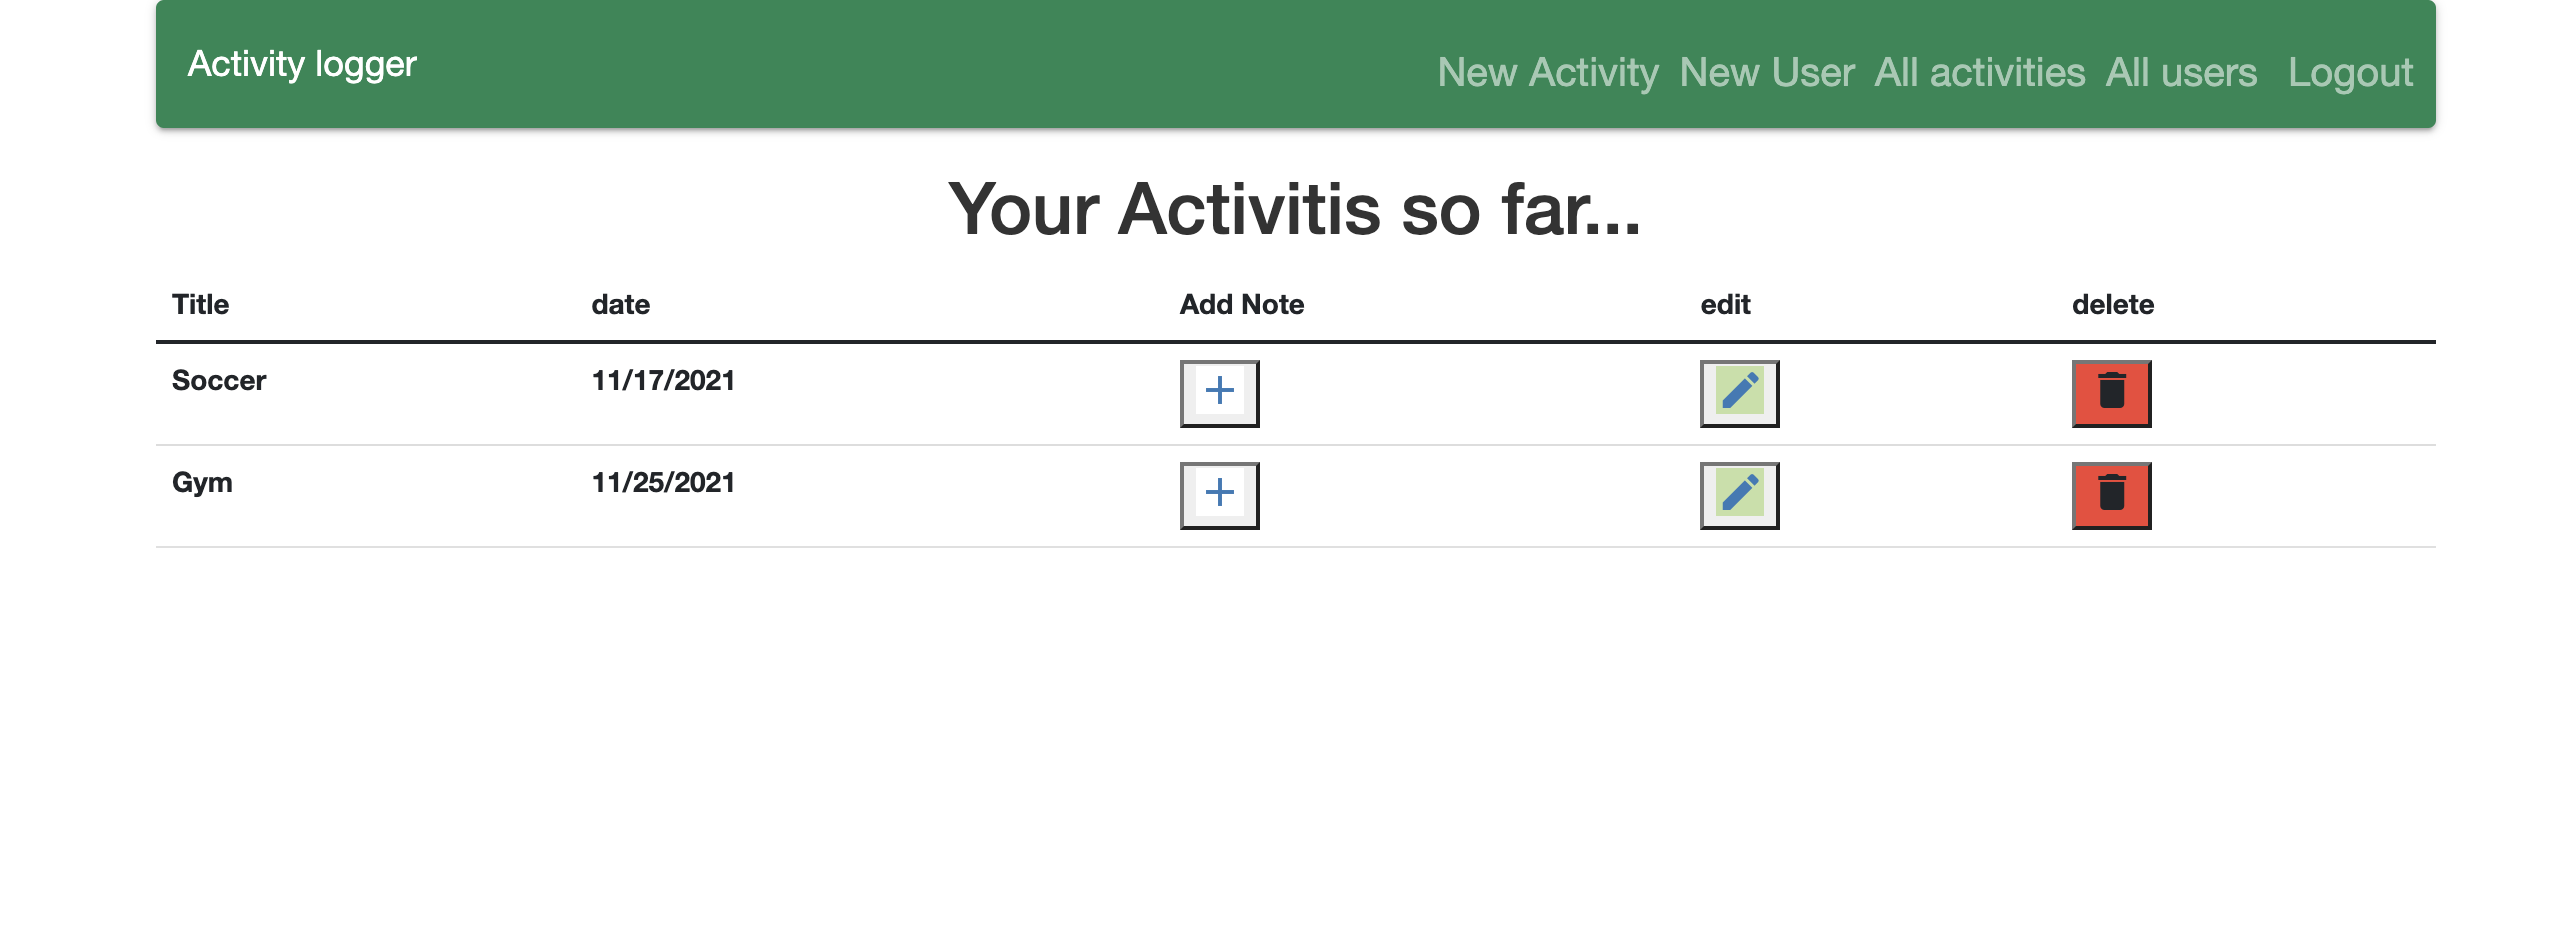 Activity logger New Activity New User All activities All users Logout
Your Activitis so far...
Title date Add Note edit delete
Soccer 11/17/2021
Gym 11/25/2021